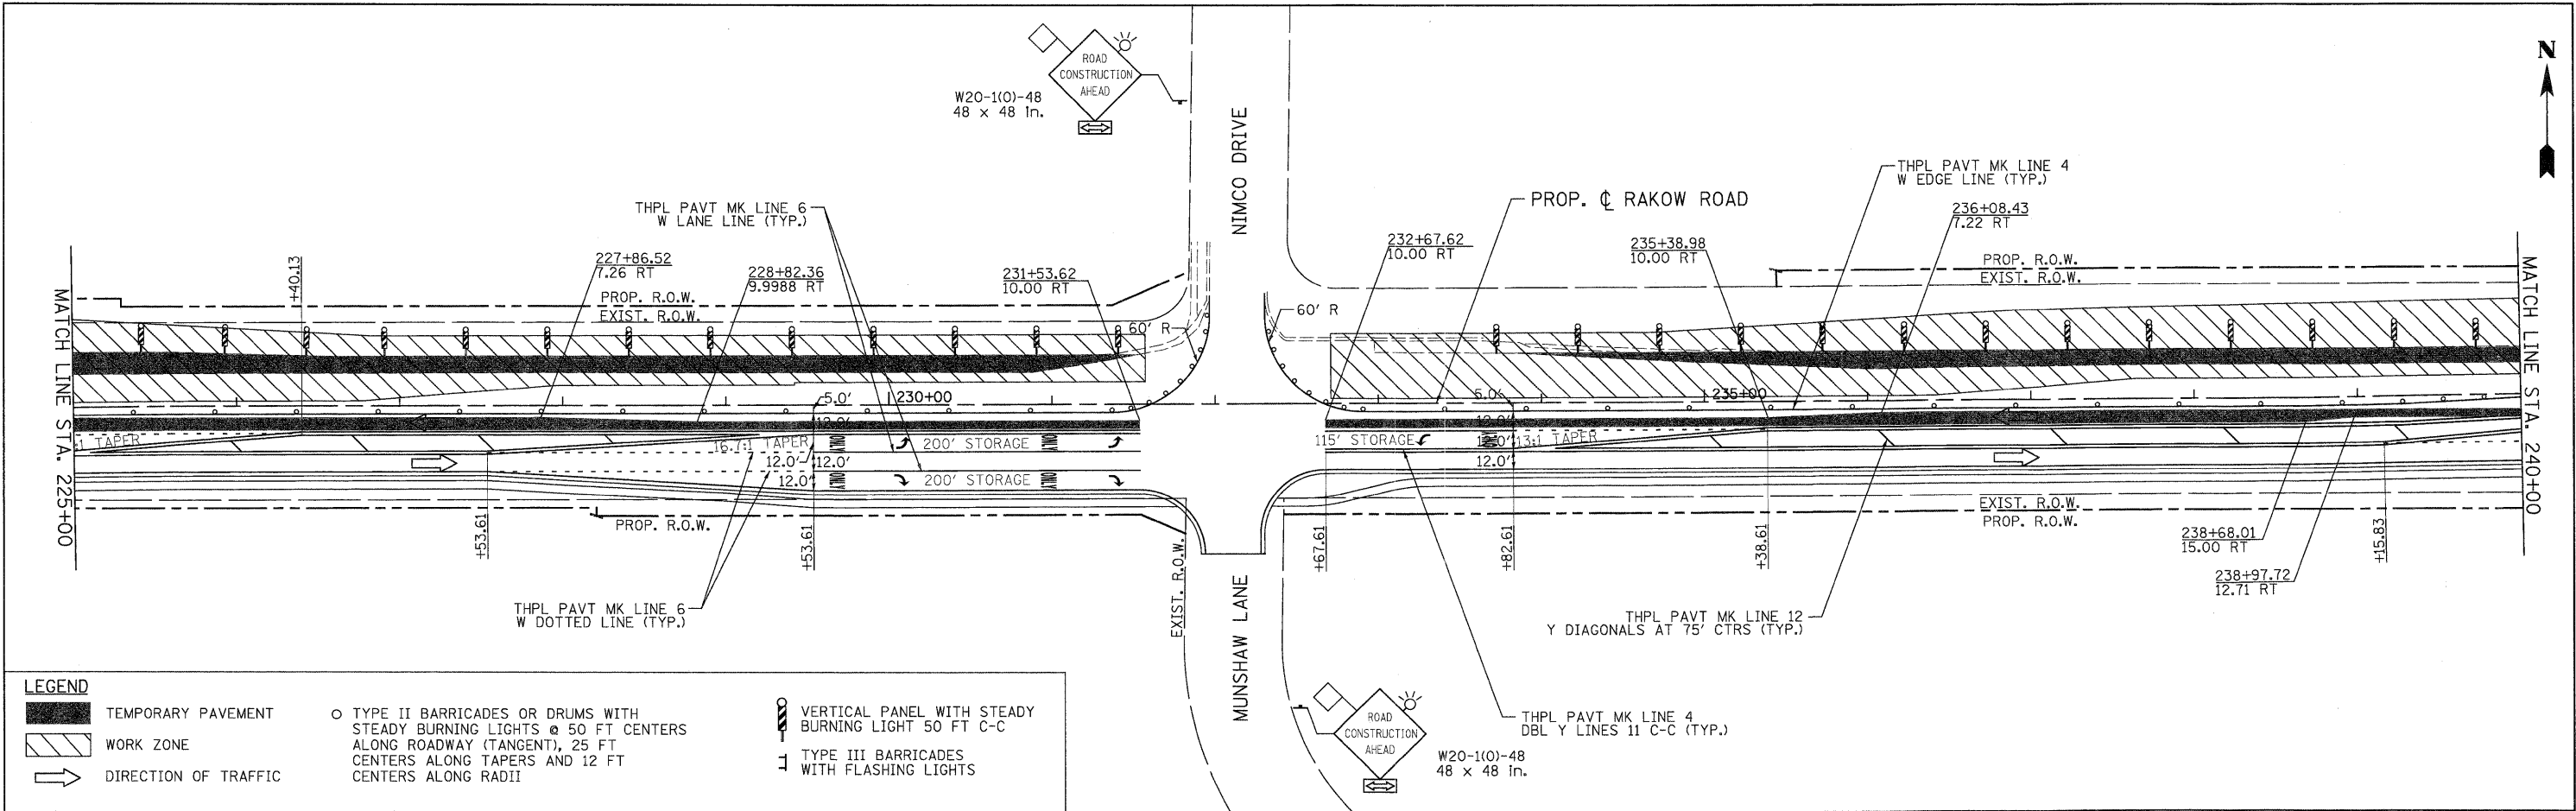 ROAD
CONSTRUCTION
AHEAD
W20-1(O)-48
48 x 48 In.
N
NIMCO DRIVE
THPL PAVT MK LINE 4
W EDGE LINE (TYP.)
PROP. ℄ RAKOW ROAD
THPL PAVT MK LINE 6
W LANE LINE (TYP.)
236+08.43
7.22 RT
232+67.62
10.00 RT
235+38.98
10.00 RT
227+86.52
7.26 RT
228+82.36
9.9988 RT
231+53.62
10.00 RT
+40.13
PROP. R.O.W.
EXIST. R.O.W.
PROP. R.O.W.
EXIST. R.O.W.
MATCH LINE STA. 225+00
MATCH LINE STA. 240+00
60' R
60' R
5.0'
230+00
12.0'
5.0'
235+00
12.0'
:1 TAPER
16.7:1 TAPER
200' STORAGE
115' STORAGE
12.0'
13:1 TAPER
12.0'
12.0'
12.0'
12.0'
200' STORAGE
ONLY
ONLY
ONLY
ONLY
ONLY
PROP. R.O.W.
EXIST. R.O.W.
PROP. R.O.W.
+53.61
+53.61
EXIST. R.O.W.
+67.61
+82.61
+38.61
+15.83
238+68.01
15.00 RT
238+97.72
12.71 RT
THPL PAVT MK LINE 6
W DOTTED LINE (TYP.)
MUNSHAW LANE
THPL PAVT MK LINE 12
Y DIAGONALS AT 75' CTRS (TYP.)
THPL PAVT MK LINE 4
DBL Y LINES 11 C-C (TYP.)
ROAD
CONSTRUCTION
AHEAD
W20-1(O)-48
48 x 48 In.
LEGEND
TEMPORARY PAVEMENT
WORK ZONE
DIRECTION OF TRAFFIC
TYPE II BARRICADES OR DRUMS WITH
STEADY BURNING LIGHTS @ 50 FT CENTERS
ALONG ROADWAY (TANGENT), 25 FT
CENTERS ALONG TAPERS AND 12 FT
CENTERS ALONG RADII
VERTICAL PANEL WITH STEADY
BURNING LIGHT 50 FT C-C
TYPE III BARRICADES
WITH FLASHING LIGHTS